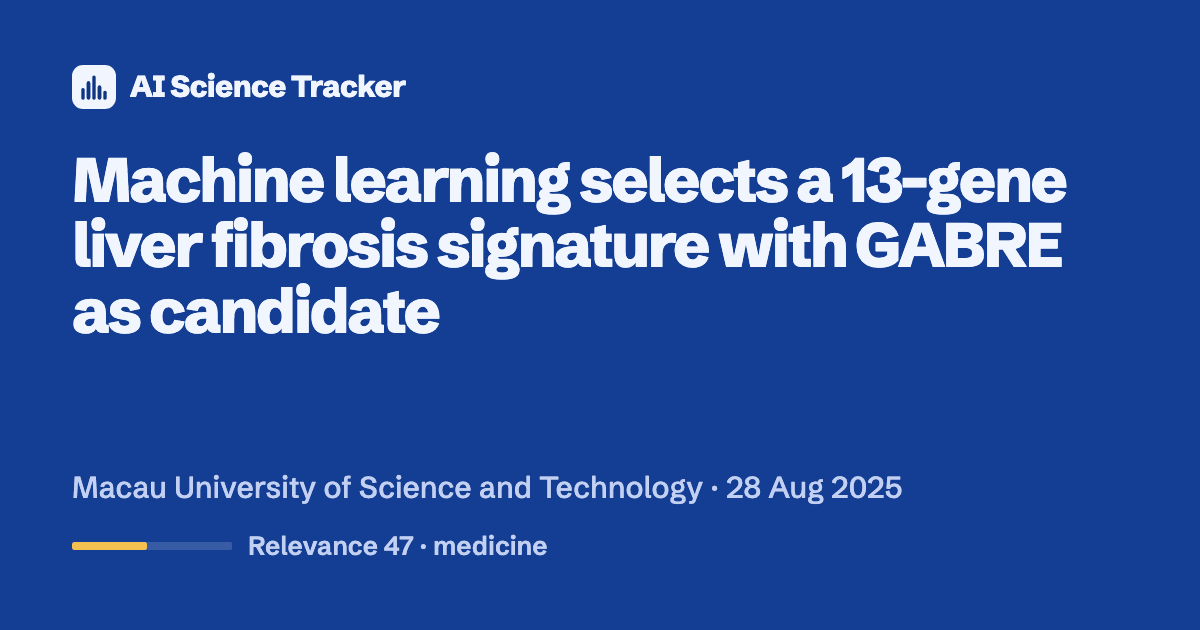 AI Science Tracker
Machine learning selects a 13-gene
liver fibrosis signature with GABRE
as candidate
Macau University of Science and Technology · 28 Aug 2025
Relevance 47 · medicine